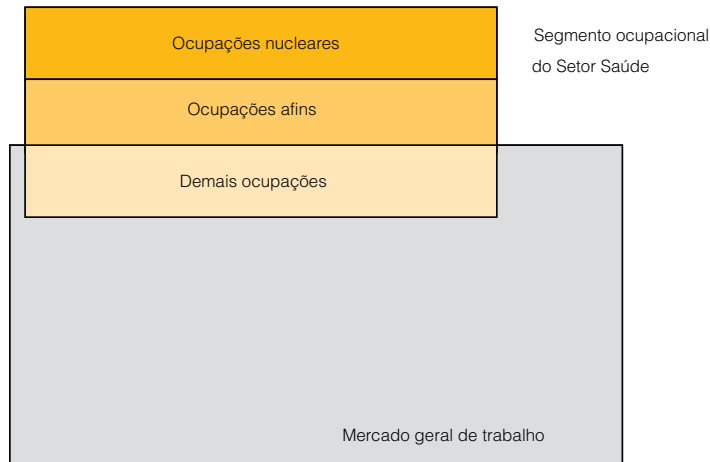 Ocupações nucleares
Segmento ocupacional
do Setor Saúde
Ocupações afins
Demais ocupações
Mercado geral de trabalho